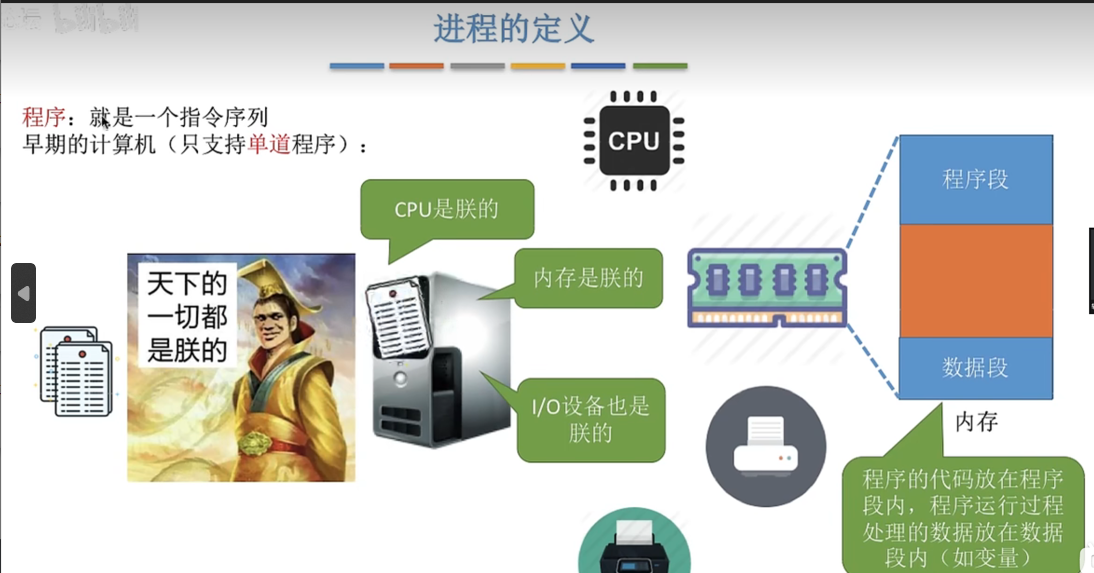 进程的定义
程序：就是一个指令序列
早期的计算机（只支持单道程序）：
CPU
CPU是朕的
内存是朕的
I/O设备也是
朕的
天下的
一切都
是朕的
程序段
数据段
内存
程序的代码放在程序
段内，程序运行过程
处理的数据放在数据
段内（如变量）